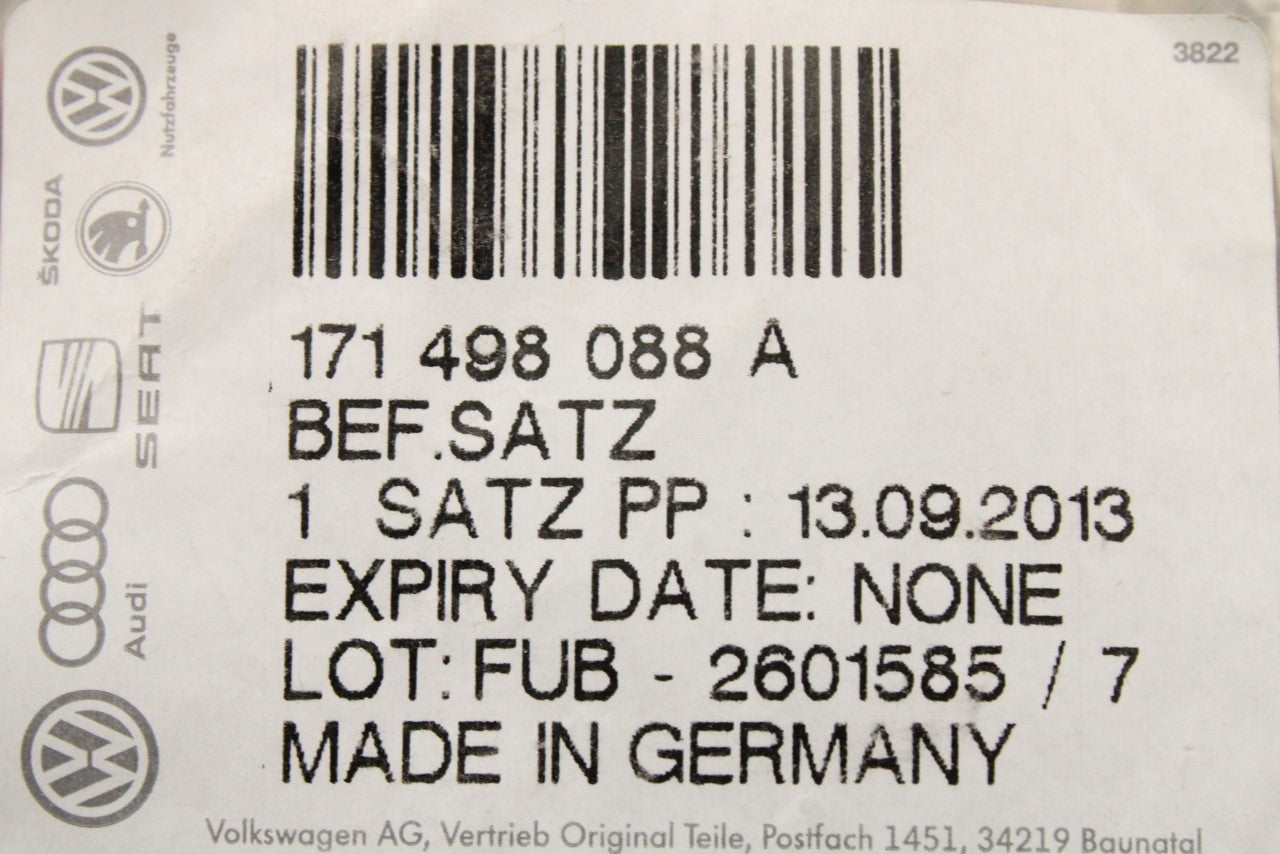 3822
Nutzfahrzeuge
ŠKODA
SEAT
Audi
171 498 088 A
BEF.SATZ
1 SATZ PP : 13.09.2013
EXPIRY DATE: NONE
LOT: FUB - 2601585 / 7
MADE IN GERMANY
Volkswagen AG, Vertrieb Original Teile, Postfach 1451, 34219 Baunatal